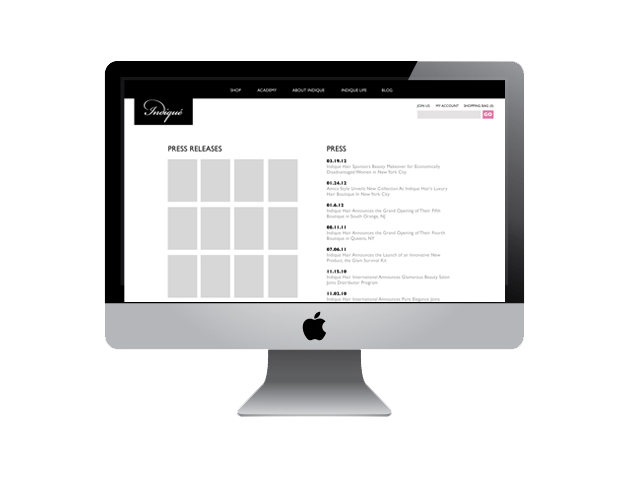 SHOP ACADEMY ABOUT INDIQUE INDIQUE LIFE BLOG
Indiqué
JOIN US MY ACCOUNT SHOPPING BAG (0)
GO
PRESS RELEASES
PRESS
03.19.12
Indique Hair Sponsors Beauty Makeover for Economically
Disadvantaged Women in New York City
01.24.12
Unveils New Collection At Indique Hair's Luxury
Hair Boutique In New York City
01.6.12
Indique Hair Announces the Grand Opening of Their Fifth
Boutique in South Orange, NJ
08.11.11
Indique Hair Announces the Grand Opening of Their Fourth
Boutique in Queens, NY
07.06.11
Indique Hair Announces the Launch of an Innovative New
Product, the Glam Survival Kit
11.12.10
Indique Hair International Announce Glamorous Beauty Salon
Joins Distributor Program
11.02.10
Indique Hair International Announces Pure Elegance Joins